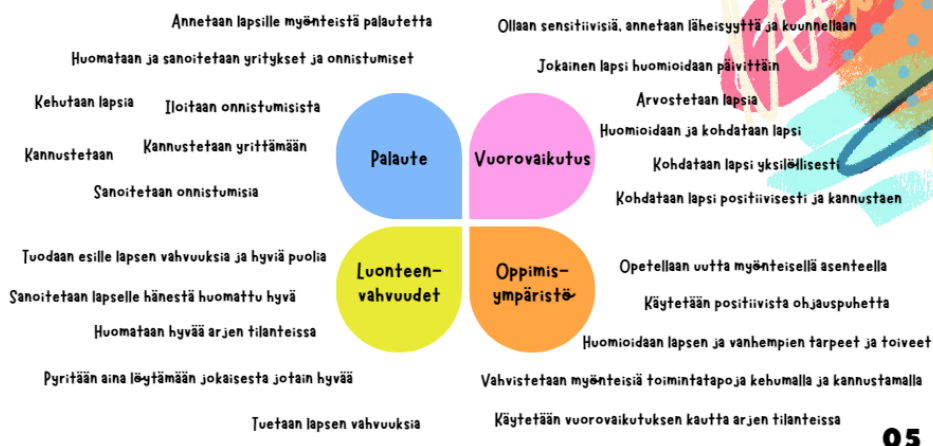 Annetaan lapsille myönteistä palautetta
Huomataan ja sanoitetaan yritykset ja onnistumiset
Kehutaan lapsia
Iloitaan onnistumisista
Kannustetaan
Kannustetaan yrittämään
Sanoitetaan onnistumisia
Palaute
Ollaan sensitiivisiä, annetaan läheisyyttä ja kuunnellaan
Jokainen lapsi huomioidaan päivittäin
Arvostetaan lapsia
Huomioidaan ja kohdataan lapsi
Kohdataan lapsi yksilöllisesti
Kohdataan lapsi positiivisesti ja kannustaen
Vuorovaikutus
Tuodaan esille lapsen vahvuuksia ja hyviä puolia
Sanoitetaan lapselle hänestä huomattu hyvä
Huomataan hyvää arjen tilanteissa
Pyritään aina löytämään jokaisesta jotain hyvää
Tuetaan lapsen vahvuuksia
Luonteen-
vahvuudet
Oppimis-
ympäristö
Opetellaan uutta myönteisellä asenteella
Käytetään positiivista ohjauspuhetta
Huomioidaan lapsen ja vanhempien tarpeet ja toiveet
Vahvistetaan myönteisiä toimintatapoja kehumalla ja kannustamalla
Käytetään vuorovaikutuksen kautta arjen tilanteissa
05